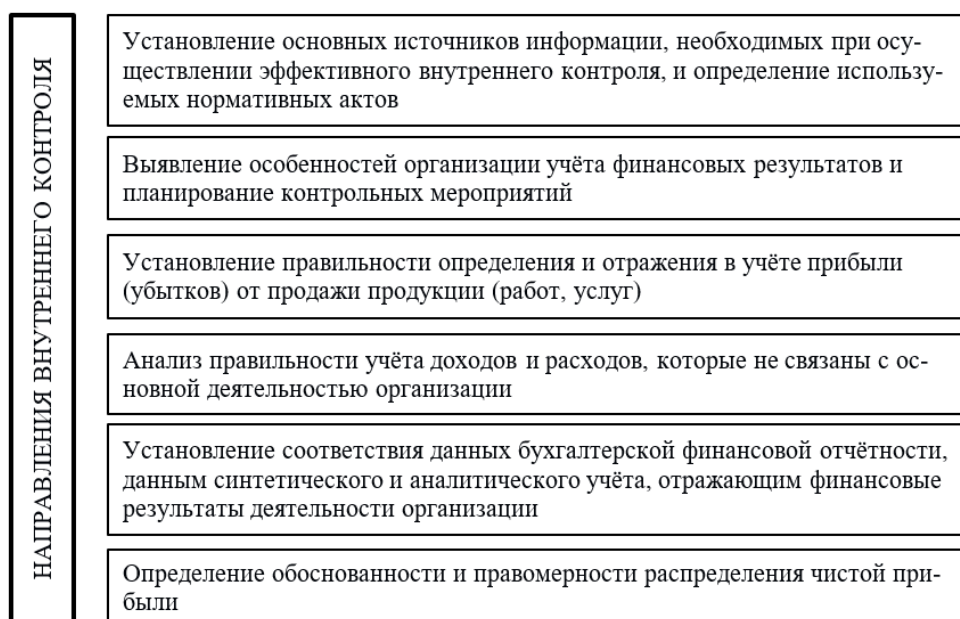 НАПРАВЛЕНИЯ ВНУТРЕННЕГО КОНТРОЛЯ
Установление основных источников информации, необходимых при осу-
ществлении эффективного внутреннего контроля, и определение использу-
емых нормативных актов
Выявление особенностей организации учёта финансовых результатов и
планирование контрольных мероприятий
Установление правильности определения и отражения в учёте прибыли
(убытков) от продажи продукции (работ, услуг)
Анализ правильности учёта доходов и расходов, которые не связаны с ос-
новной деятельностью организации
Установление соответствия данных бухгалтерской финансовой отчётности,
данным синтетического и аналитического учёта, отражающим финансовые
результаты деятельности организации
Определение обоснованности и правомерности распределения чистой при-
были